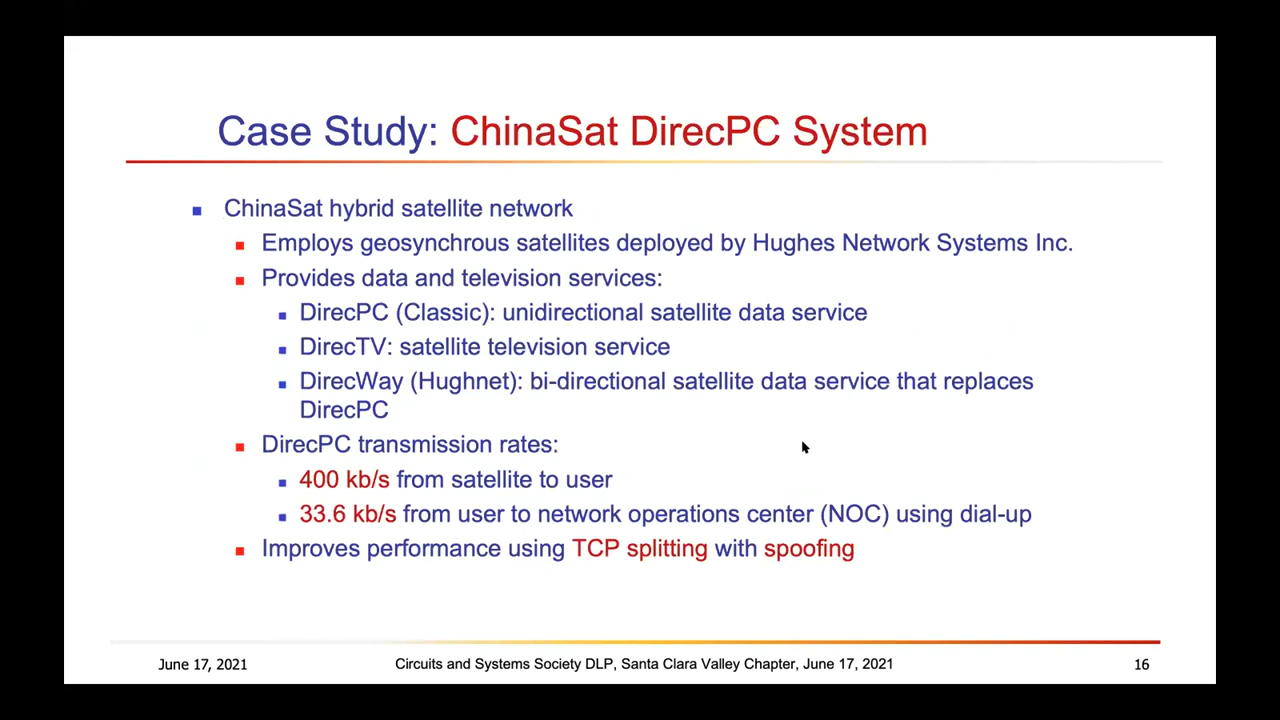 Case Study: ChinaSat DirecPC System
ChinaSat hybrid satellite network
Employs geosynchrous satellites deployed by Hughes Network Systems Inc.
Provides data and television services:
DirecPC (Classic): unidirectional satellite data service
DirecTV: satellite television service
DirecWay (Hughnet): bi-directional satellite data service that replaces
DirecPC
DirecPC transmission rates:
400 kb/s from satellite to user
33.6 kb/s from user to network operations center (NOC) using dial-up
Improves performance using TCP splitting with spoofing
June 17, 2021
Circuits and Systems Society DLP, Santa Clara Valley Chapter, June 17, 2021
16